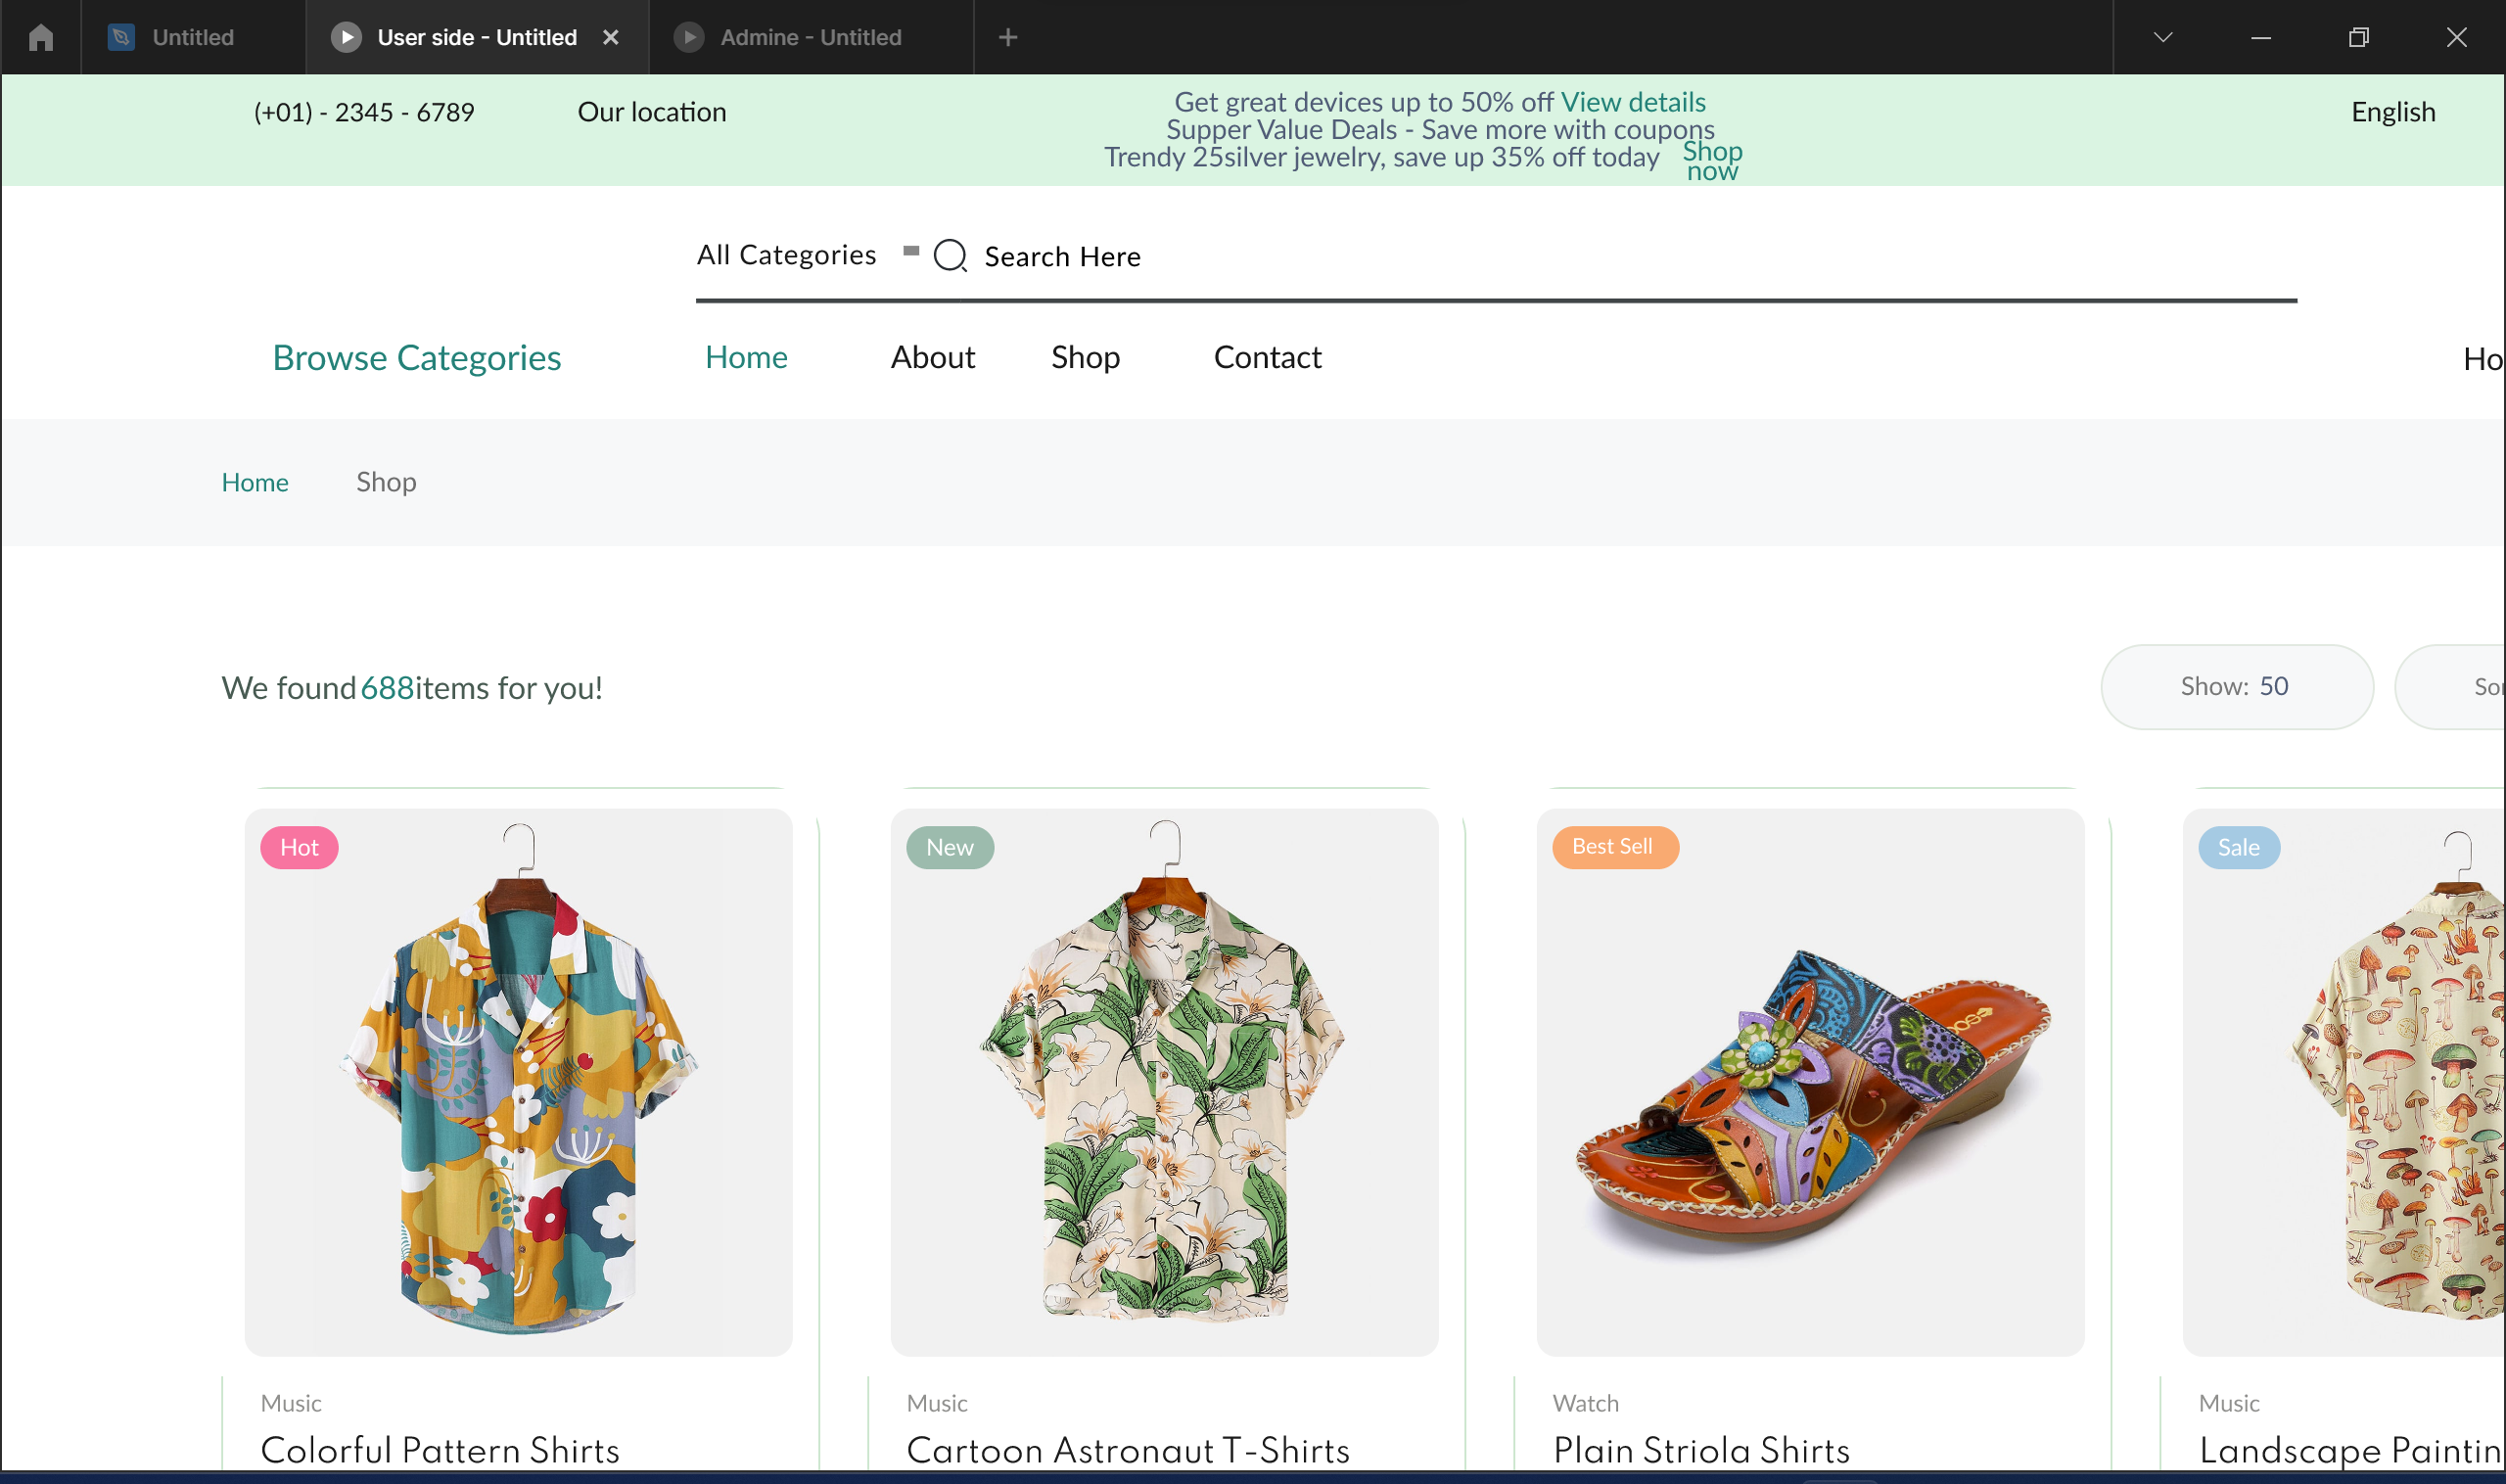 Untitled
User side - Untitled
Admine - Untitled
(+01) - 2345 - 6789
Our location
Get great devices up to 50% off View details
Supper Value Deals - Save more with coupons
Trendy 25silver jewelry, save up 35% off today
Shop
now
English
All Categories
Search Here
Browse Categories
Home
About
Shop
Contact
Ho
Home
Shop
We found 688items for you!
Show: 50
Sor
Hot
New
Best Sell
Sale
Music
Colorful Pattern Shirts
Music
Cartoon Astronaut T-Shirts
Watch
Plain Striola Shirts
Music
Landscape Paintin